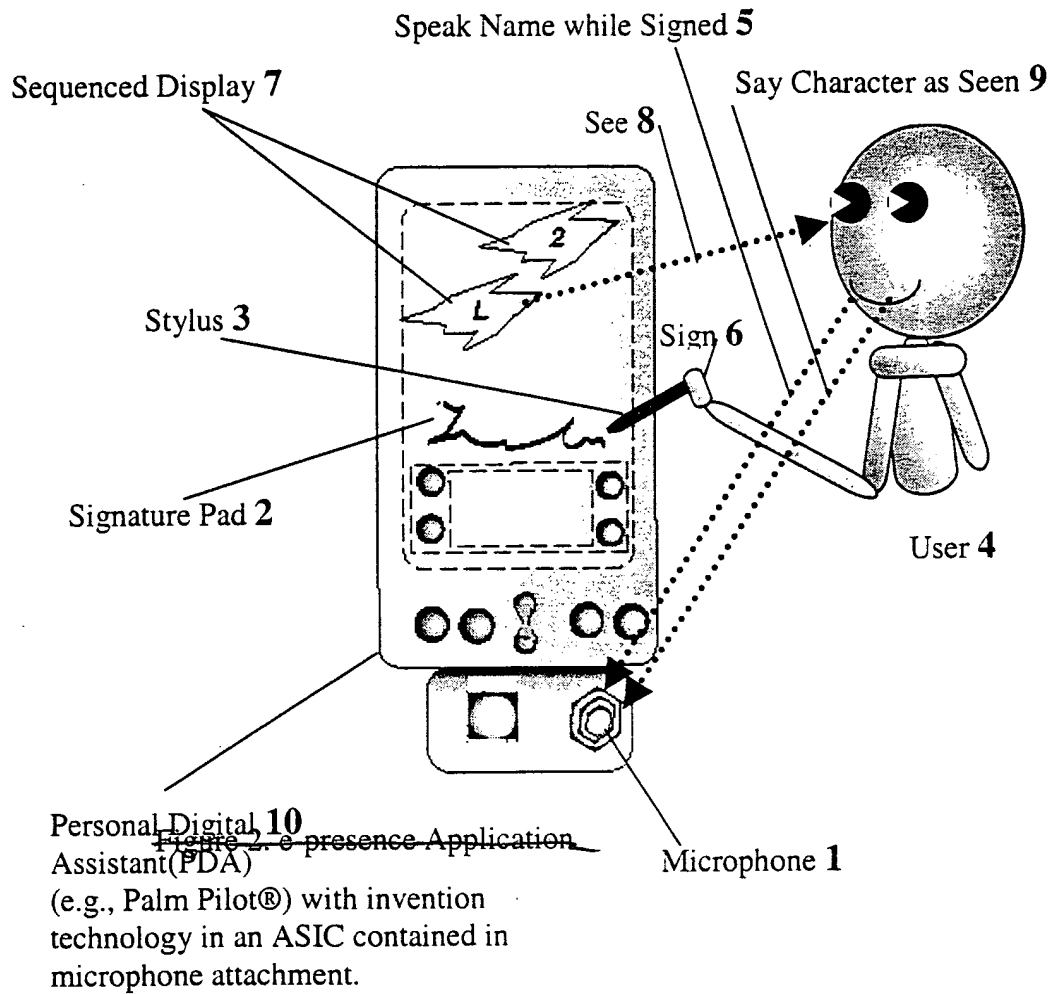 Speak Name while Signed 5
Sequenced Display 7
Say Character as Seen 9
See 8
2
L
Stylus 3
Sign 6
Signature Pad 2
User 4
Personal Digital 10
Figure 2. e-presence Application
Assistant(PDA)
(e.g., Palm Pilot®) with invention
technology in an ASIC contained in
microphone attachment.
Microphone 1